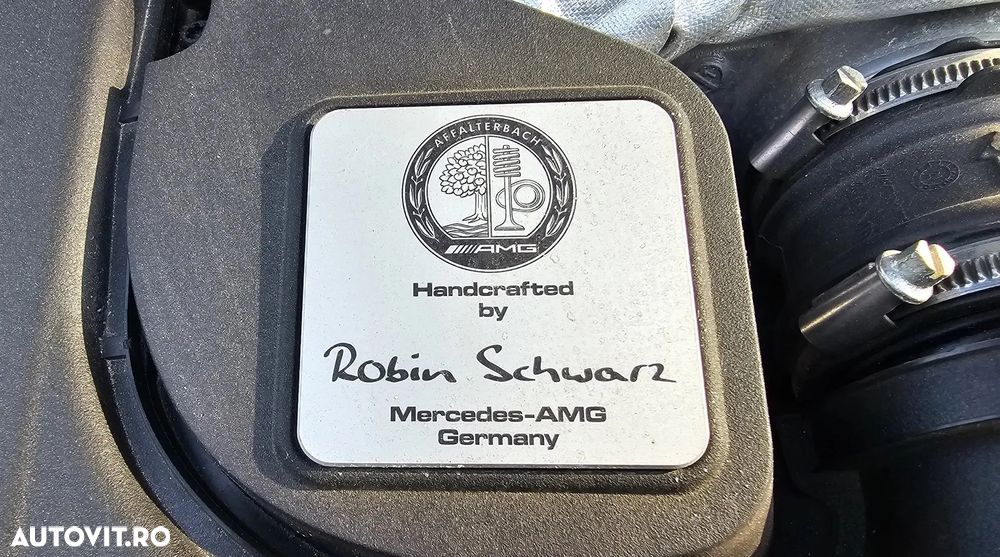 AFFALTERBACH
AMG
Handcrafted
by
Robin Schwarz
Mercedes-AMG
Germany
AUTOVIT.RO